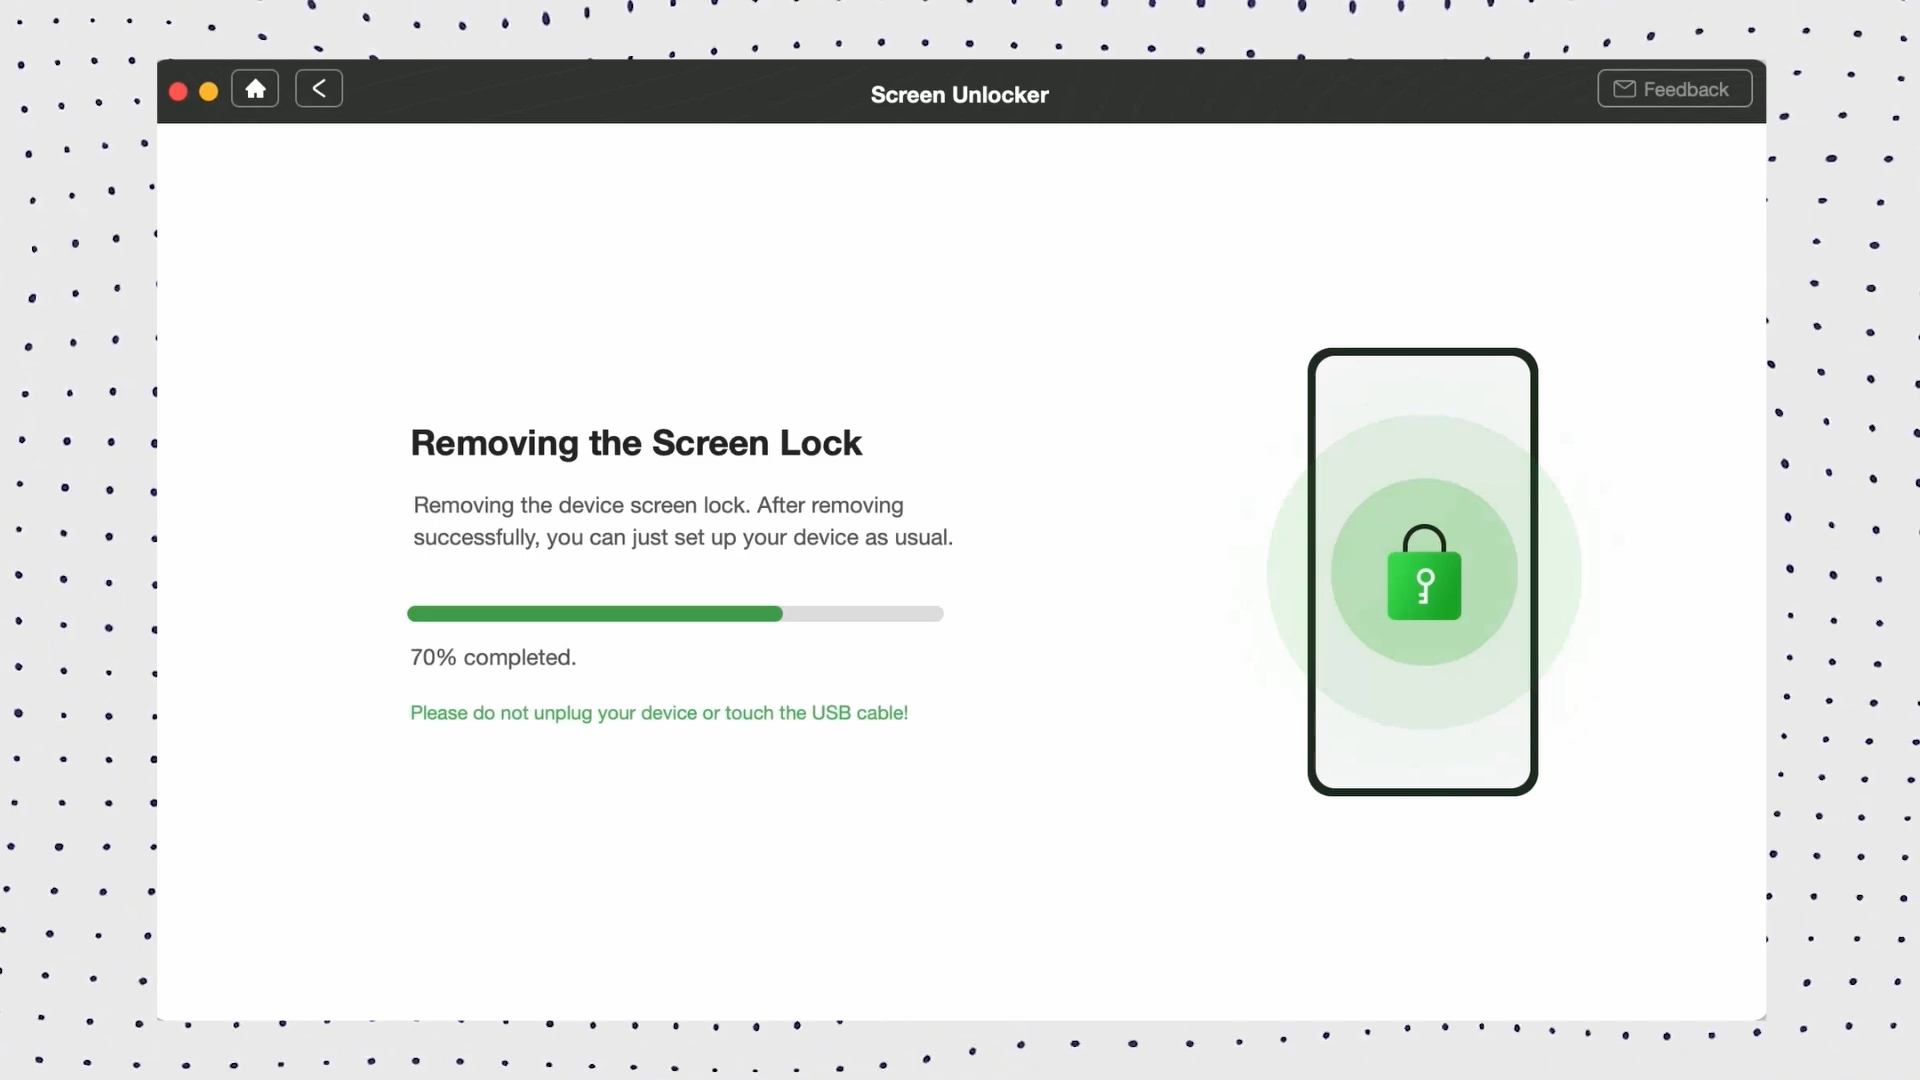 Screen Unlocker
Feedback
Removing the Screen Lock
Removing the device screen lock. After removing
successfully, you can just set up your device as usual.
70% completed.
Please do not unplug your device or touch the USB cable!